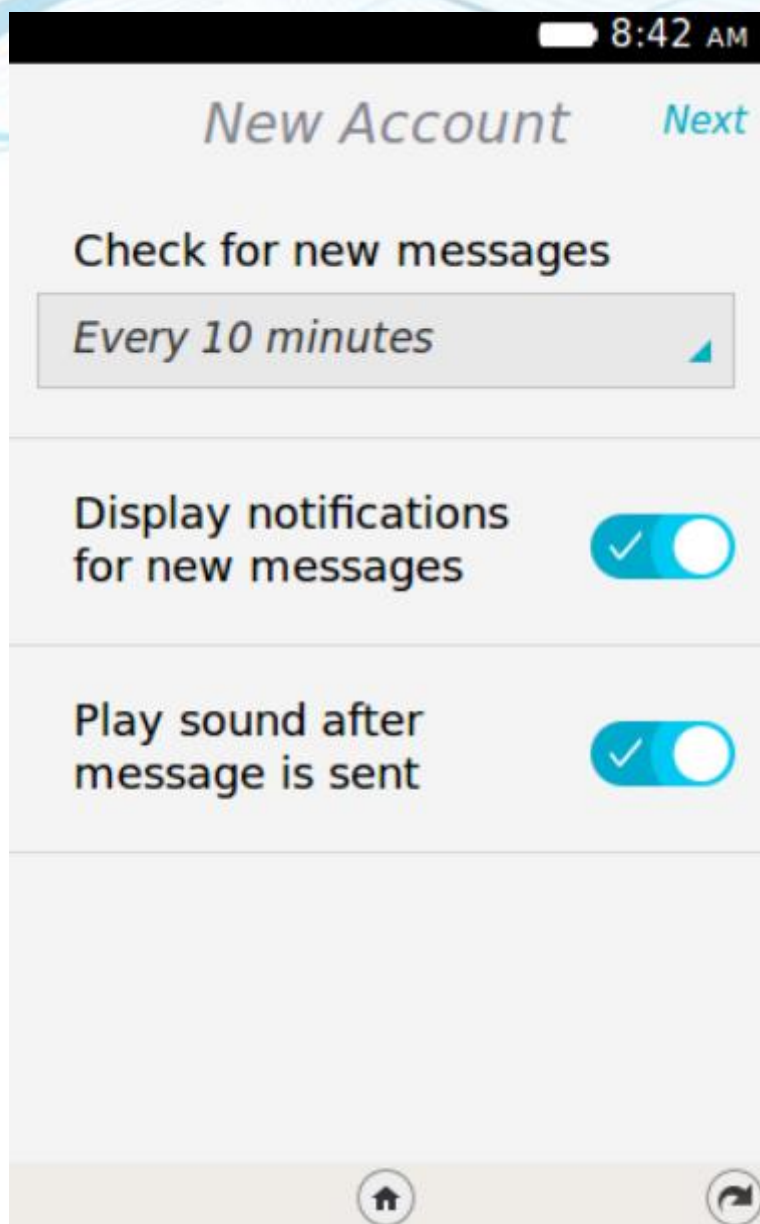 8:42 AM
New Account Next
Check for new messages
Every 10 minutes
Display notifications
for new messages
Play sound after
message is sent